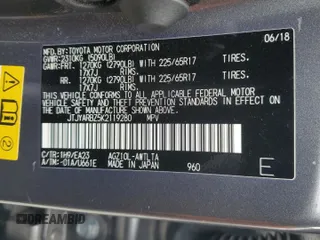 MFD. BY: TOYOTA MOTOR CORPORATION 06/18
GVWR: 2310KG (5090LB)
GAWR: FRT. 1270KG (2790LB) WITH 225/65R17 TIRES,
17X7J RIMS,
RR. 1270KG (2790LB) WITH 225/65R17 TIRES,
17X7J RIMS,
THIS VEHICLE CONFORMS TO ALL APPLICABLE FEDERAL
MOTOR VEHICLE SAFETY, BUMPER, AND THEFT
PREVENTION STANDARDS IN EFFECT ON THE
DATE OF MANUFACTURE SHOWN ABOVE.
JTJYARBZ5K2119280 MPV
C/TR: 1H9/EA23 AGZ10L-AWTLTA
A/TM: -01A/U661E MADE IN JAPAN 960
E
DREAMBID